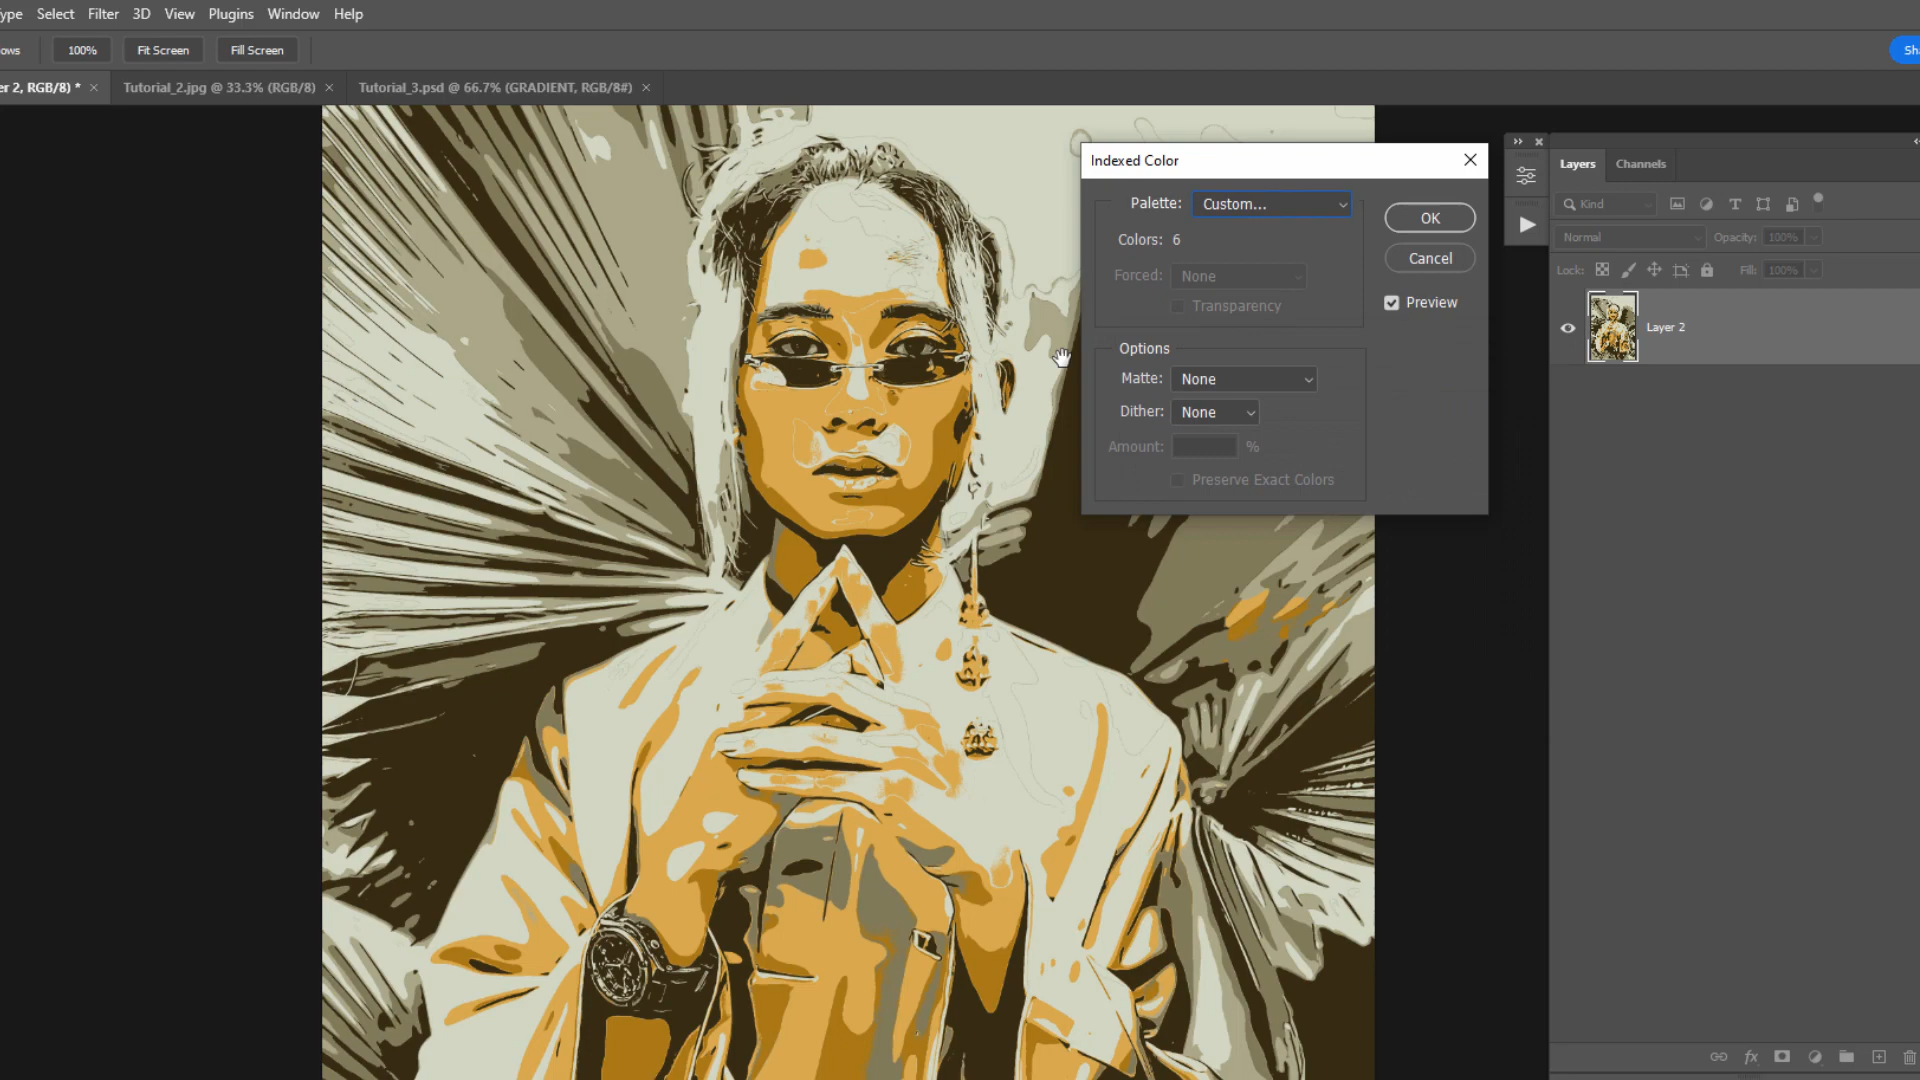 ype Select Filter 3D View Plugins Window Help
ows 100% Fit Screen Fill Screen Sha
er 2, RGB/8) * × Tutorial_2.jpg @ 33.3% (RGB/8) × Tutorial_3.psd @ 66.7% (GRADIENT, RGB/8#) ×
Indexed Color
Palette: Custom...
OK
Colors: 6
Cancel
Forced: None
Transparency
Preview
Options
Matte: None
Dither: None
Amount: %
Preserve Exact Colors
Layers Channels
Kind
Normal Opacity: 100%
Lock: Fill: 100%
Layer 2
fx